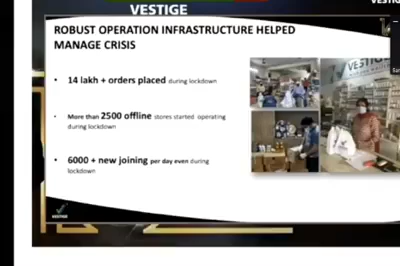 VESTIGE
ROBUST OPERATION INFRASTRUCTURE HELPED
MANAGE CRISIS
• 14 lakh + orders placed during lockdown
• More than 2500 offline stores started operating
during lockdown
• 6000 + new joining per day even during
lockdown
VESTIGE
VESTIGE